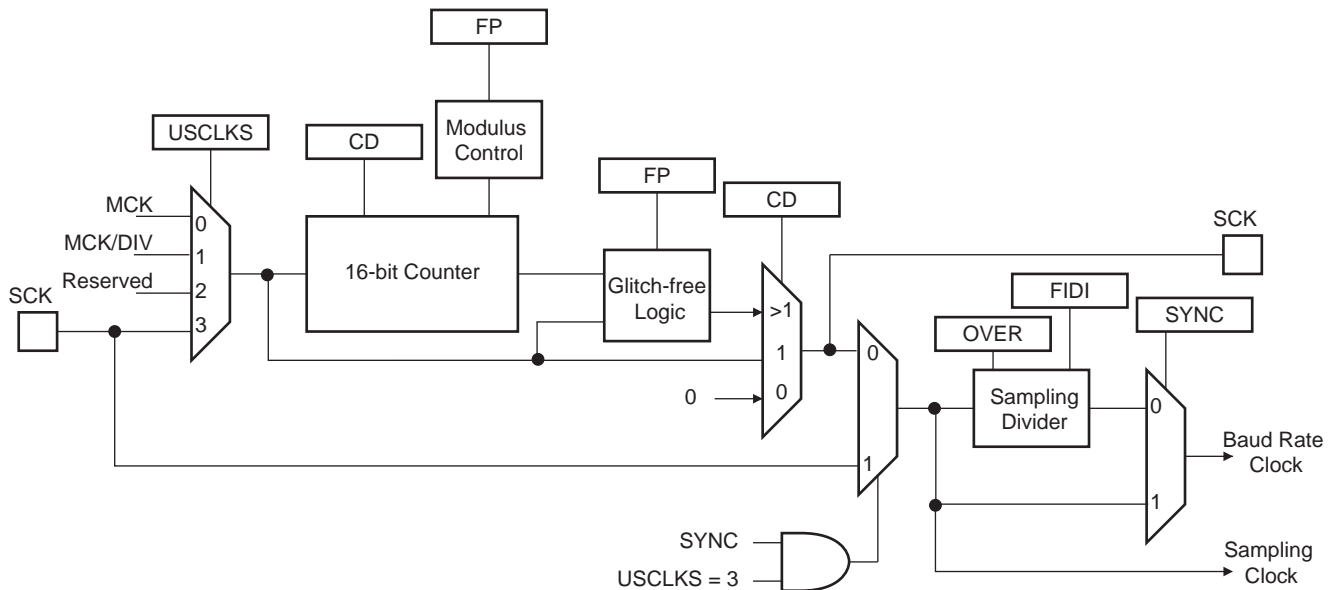 FP
USCLKS
CD
Modulus
Control
FP
CD
MCK
0
MCK/DIV
1
Reserved
2
SCK
3
16-bit Counter
Glitch-free
Logic
>1
1
0
0
SCK
FIDI
OVER
SYNC
0
1
Sampling
Divider
0
1
Baud Rate
Clock
SYNC
USCLKS = 3
Sampling
Clock